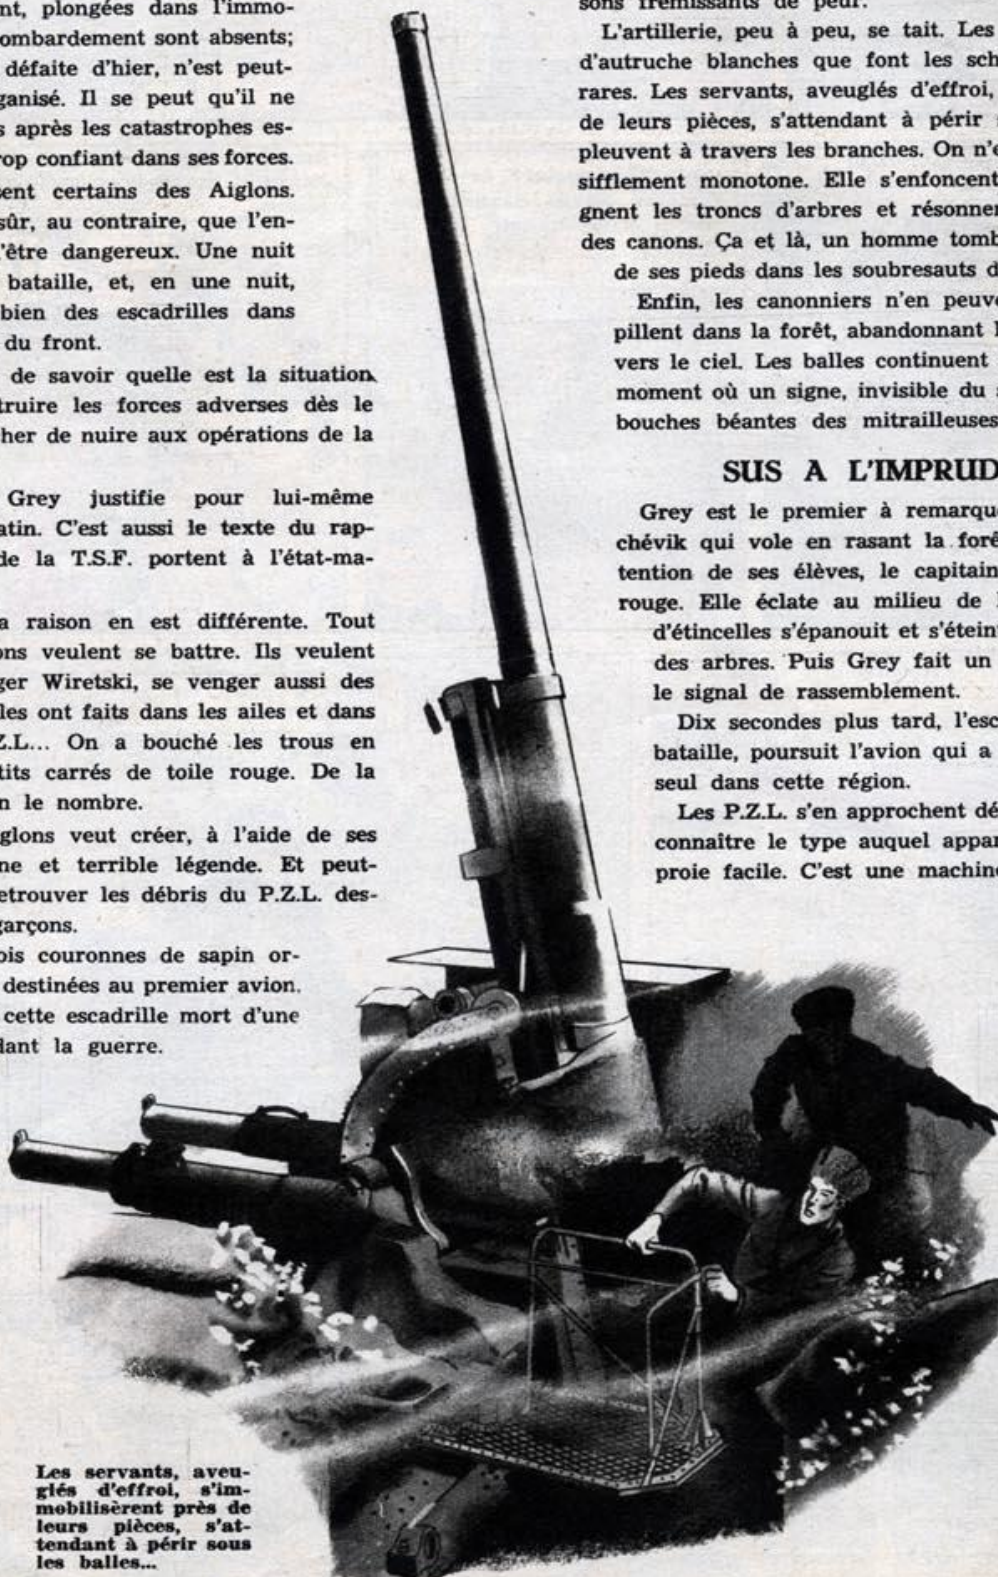 nt, plongées dans l'immo-
ombardement sont absents;
défaite d'hier, n'est peut-
ganisé. Il se peut qu'il ne
s après les catastrophes es-
rop confiant dans ses forces.
sent certains des Aiglons.
sûr, au contraire, que l'en-
'être dangereux. Une nuit
bataille, et, en une nuit,
bien des escadrilles dans
du front.
de savoir quelle est la situation
truire les forces adverses dès le
cher de nuire aux opérations de la
Grey justifie pour lui-même
atin. C'est aussi le texte du rap-
de la T.S.F. portent à l'état-ma-
a raison en est différente. Tout
ons veulent se battre. Ils veulent
ger Wiretski, se venger aussi des
les ont faits dans les ailes et dans
Z.L... On a bouché les trous en
tits carrés de toile rouge. De la
n le nombre.
glons veut créer, à l'aide de ses
ne et terrible légende. Et peut-
etrouver les débris du P.Z.L. des-
garçons.
ois couronnes de sapin or-
destinées au premier avion
cette escadrille mort d'une
dant la guerre.
sons frémissants de peur.
L'artillerie, peu à peu, se tait. Les
d'autruche blanches que font les sch
rares. Les servants, aveuglés d'effroi,
de leurs pièces, s'attendant à périr
pleuvent à travers les branches. On n'e
sifflement monotone. Elle s'enfoncent
gnent les troncs d'arbres et résonner
des canons. Ça et là, un homme tomb
de ses pieds dans les soubresauts d
Enfin, les canonniers n'en peuv
pillent dans la forêt, abandonnant l
vers le ciel. Les balles continuent
moment où un signe, invisible du
bouches béantes des mitrailleuses
SUS A L'IMPRUD
Grey est le premier à remarqu
chévik qui vole en rasant la forê
tention de ses élèves, le capitain
rouge. Elle éclate au milieu de
d'étincelles s'épanouit et s'étein
des arbres. Puis Grey fait un
le signal de rassemblement.
Dix secondes plus tard, l'esc
bataille, poursuit l'avion qui a
seul dans cette région.
Les P.Z.L. s'en approchent dé
connaître le type auquel appar
proie facile. C'est une machine
Les servants, aveu-
glés d'effroi, s'im-
mobilisèrent près de
leurs pièces, s'at-
tendant à périr sous
les balles...